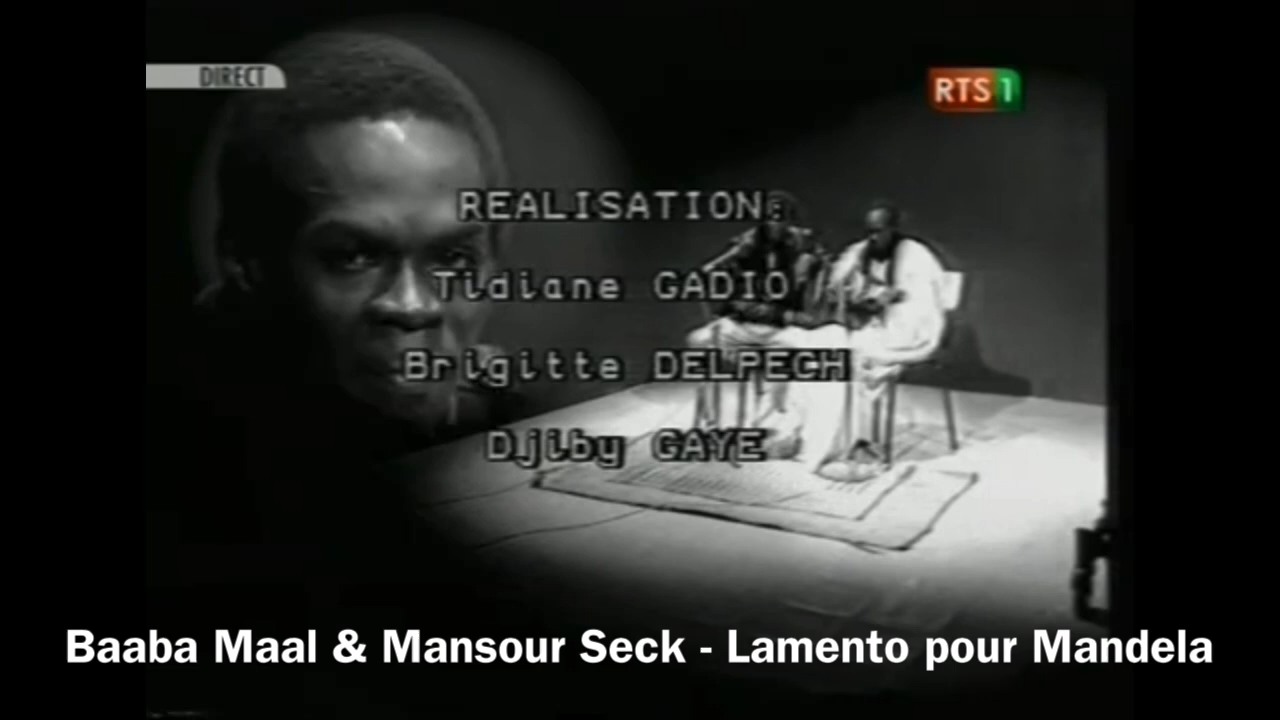 DIRECT
RTS1
REALISATION:
Tidiane GADIO
Brigitte DELPECH
Djiby GAYE
Baaba Maal & Mansour Seck - Lamento pour Mandela